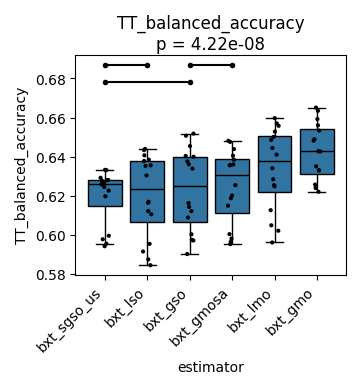 TT_balanced_accuracy
p = 4.22e-08
TT_balanced_accuracy
0.68
0.66
0.64
0.62
0.60
0.58
bxt_sgso_us
bxt_lso
bxt_gso
bxt_gmosa
bxt_lmo
bxt_gmo
estimator